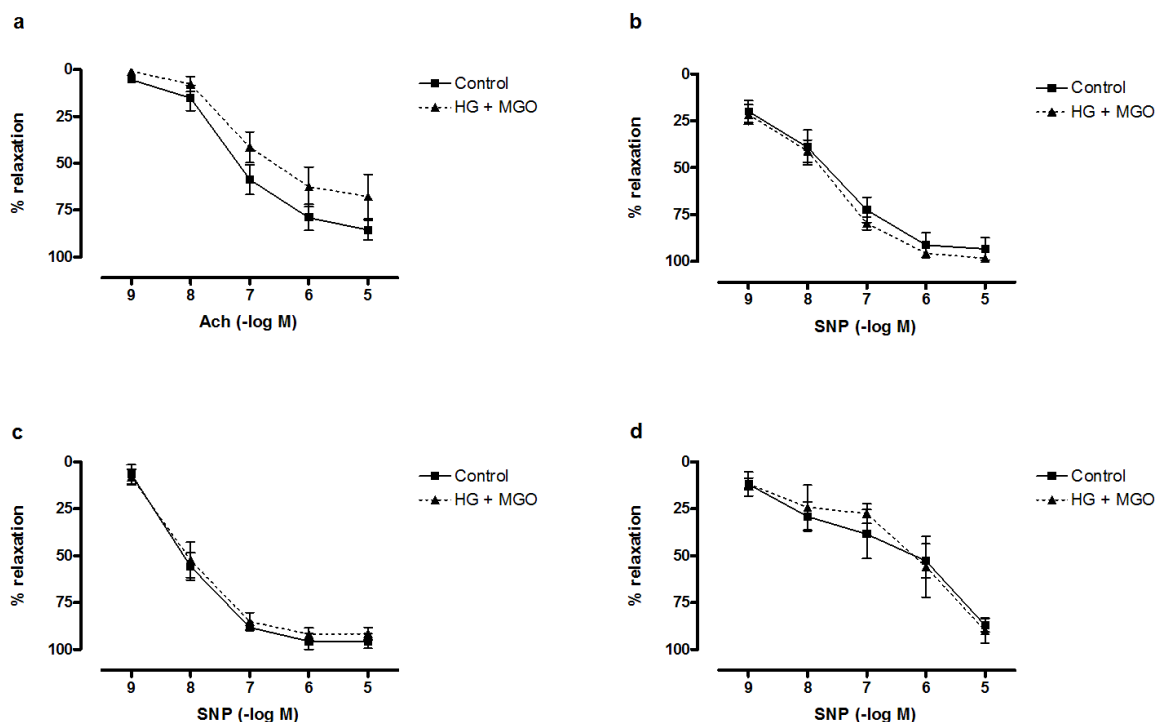 a
% relaxation
0
25
50
75
100
9 8 7 6 5
Ach (-log M)
Control
HG + MGO
b
% relaxation
0
25
50
75
100
9 8 7 6 5
SNP (-log M)
Control
HG + MGO
c
% relaxation
0
25
50
75
100
9 8 7 6 5
SNP (-log M)
Control
HG + MGO
d
% relaxation
0
25
50
75
100
9 8 7 6 5
SNP (-log M)
Control
HG + MGO